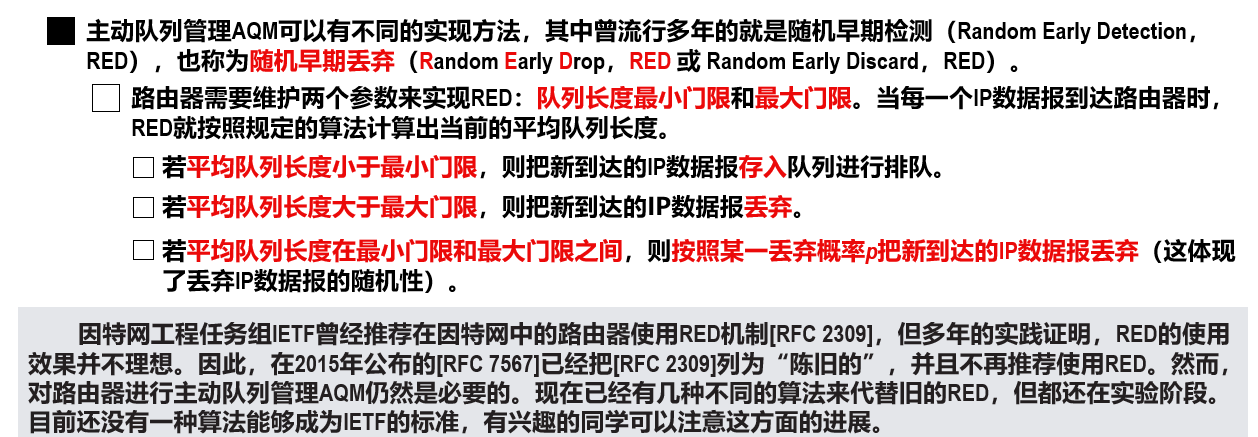 主动队列管理AQM可以有不同的实现方法，其中曾流行多年的就是随机早期检测（Random Early Detection，
RED），也称为随机早期丢弃（Random Early Drop，RED 或 Random Early Discard，RED）。
路由器需要维护两个参数来实现RED：队列长度最小门限和最大门限。当每一个IP数据报到达路由器时，
RED就按照规定的算法计算出当前的平均队列长度。
若平均队列长度小于最小门限，则把新到达的IP数据报存入队列进行排队。
若平均队列长度大于最大门限，则把新到达的IP数据报丢弃。
若平均队列长度在最小门限和最大门限之间，则按照某一丢弃概率p把新到达的IP数据报丢弃（这体现
了丢弃IP数据报的随机性）。
因特网工程任务组IETF曾经推荐在因特网中的路由器使用RED机制[RFC 2309]，但多年的实践证明，RED的使用
效果并不理想。因此，在2015年公布的[RFC 7567]已经把[RFC 2309]列为“陈旧的”，并且不再推荐使用RED。然而，
对路由器进行主动队列管理AQM仍然是必要的。现在已经有几种不同的算法来代替旧的RED，但都还在实验阶段。
目前还没有一种算法能够成为IETF的标准，有兴趣的同学可以注意这方面的进展。